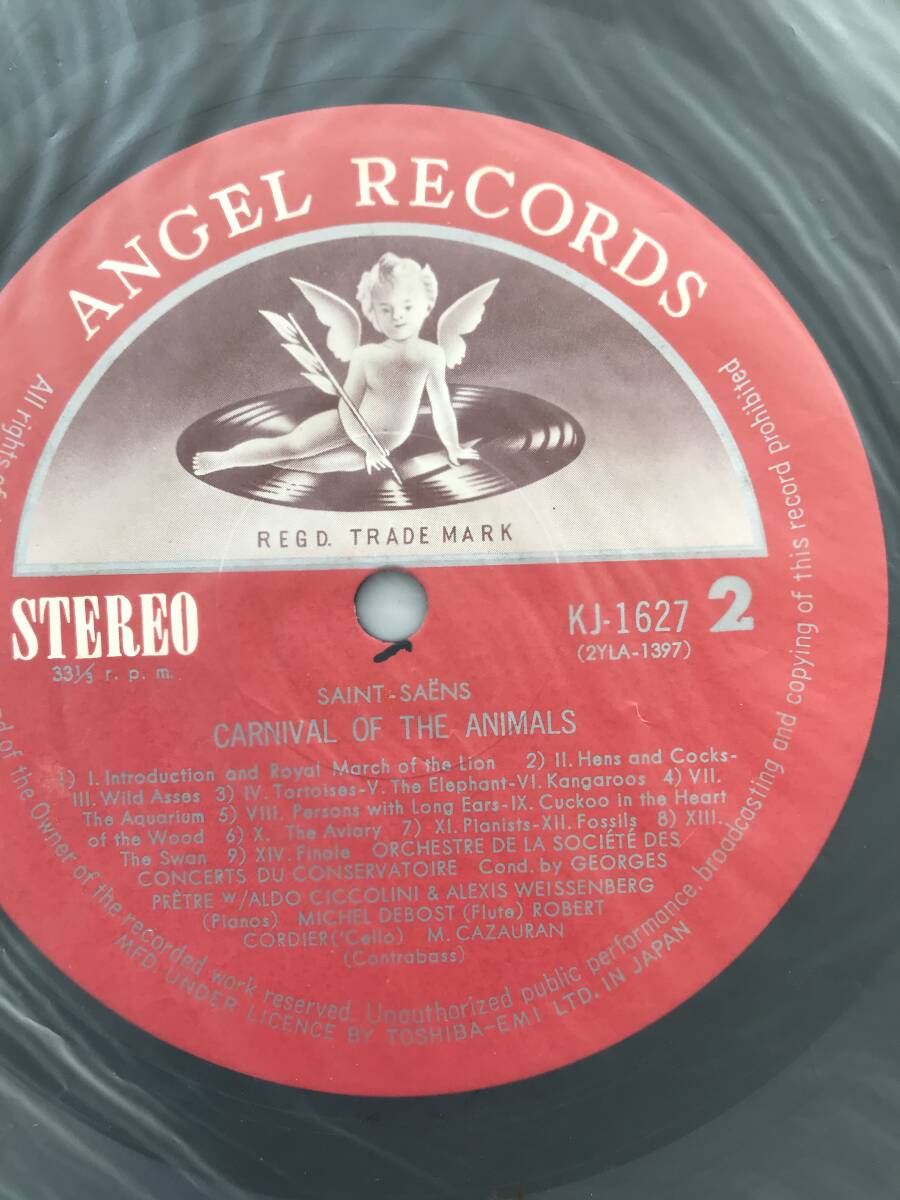 ANGEL RECORDS
REGD. TRADE MARK
STEREO
33⅓ r. p. m.
KJ-1627 2
(2YLA-1397)
SAINT-SAËNS
CARNIVAL OF THE ANIMALS
1) I. Introduction and Royal March of the Lion 2) II. Hens and Cocks-
III. Wild Asses 3) IV. Tortoises-V. The Elephant-VI. Kangaroos 4) VII.
The Aquarium 5) VIII. Persons with Long Ears-IX. Cuckoo in the Heart
of the Wood 6) X. The Aviary 7) XI. Pianists-XII. Fossils 8) XIII.
The Swan 9) XIV. Finale ORCHESTRE DE LA SOCIÉTÉ DES
CONCERTS DU CONSERVATOIRE Cond. by GEORGES
PRÊTRE w/ALDO CICCOLINI & ALEXIS WEISSENBERG
(Pianos) MICHEL DEBOST (Flute) ROBERT
CORDIER ('Cello) M. CAZAURAN
(Contrabass)
All rights of
of the Owner of the recorded work reserved. Unauthorized public performance, broadcasting and copying of this record prohibited
MFD. UNDER LICENCE BY TOSHIBA-EMI LTD. IN JAPAN